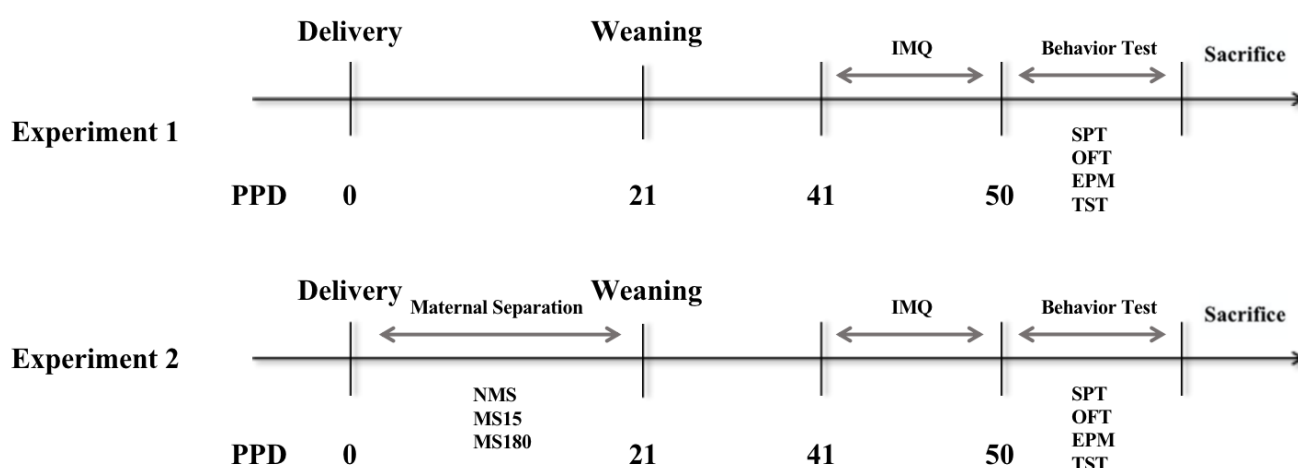 Delivery Weaning
IMQ Behavior Test Sacrifice
Experiment 1
SPT
OFT
EPM
TST
PPD 0 21 41 50
Delivery Weaning
Maternal Separation IMQ Behavior Test Sacrifice
Experiment 2
NMS SPT
MS15 OFT
MS180 EPM
PPD 0 21 41 50 TST